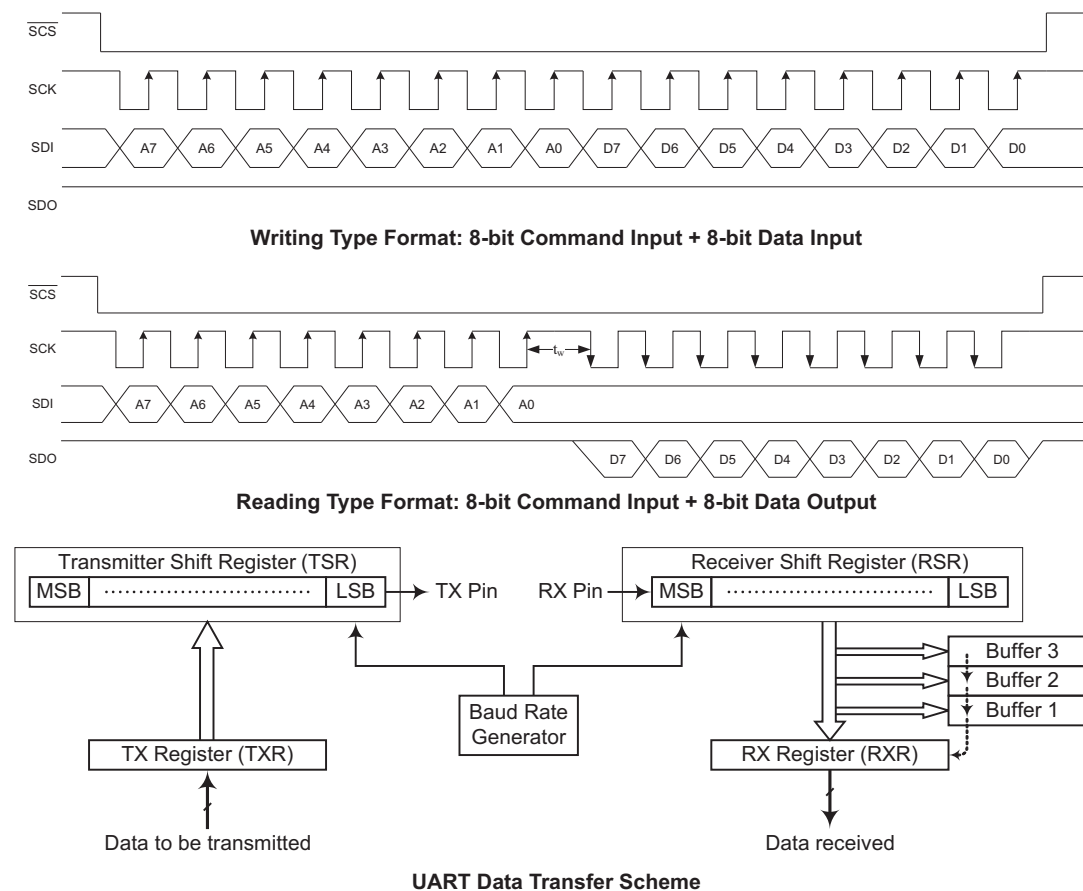 SCS
SCK
SDI A7 A6 A5 A4 A3 A2 A1 A0 D7 D6 D5 D4 D3 D2 D1 D0
SDO
Writing Type Format: 8-bit Command Input + 8-bit Data Input
SCS
SCK tw
SDI A7 A6 A5 A4 A3 A2 A1 A0
SDO D7 D6 D5 D4 D3 D2 D1 D0
Reading Type Format: 8-bit Command Input + 8-bit Data Output
Transmitter Shift Register (TSR)
MSB LSB
TX Pin
RX Pin
Receiver Shift Register (RSR)
MSB LSB
Buffer 3
Buffer 2
Buffer 1
Baud Rate
Generator
TX Register (TXR)
RX Register (RXR)
Data to be transmitted
Data received
UART Data Transfer Scheme